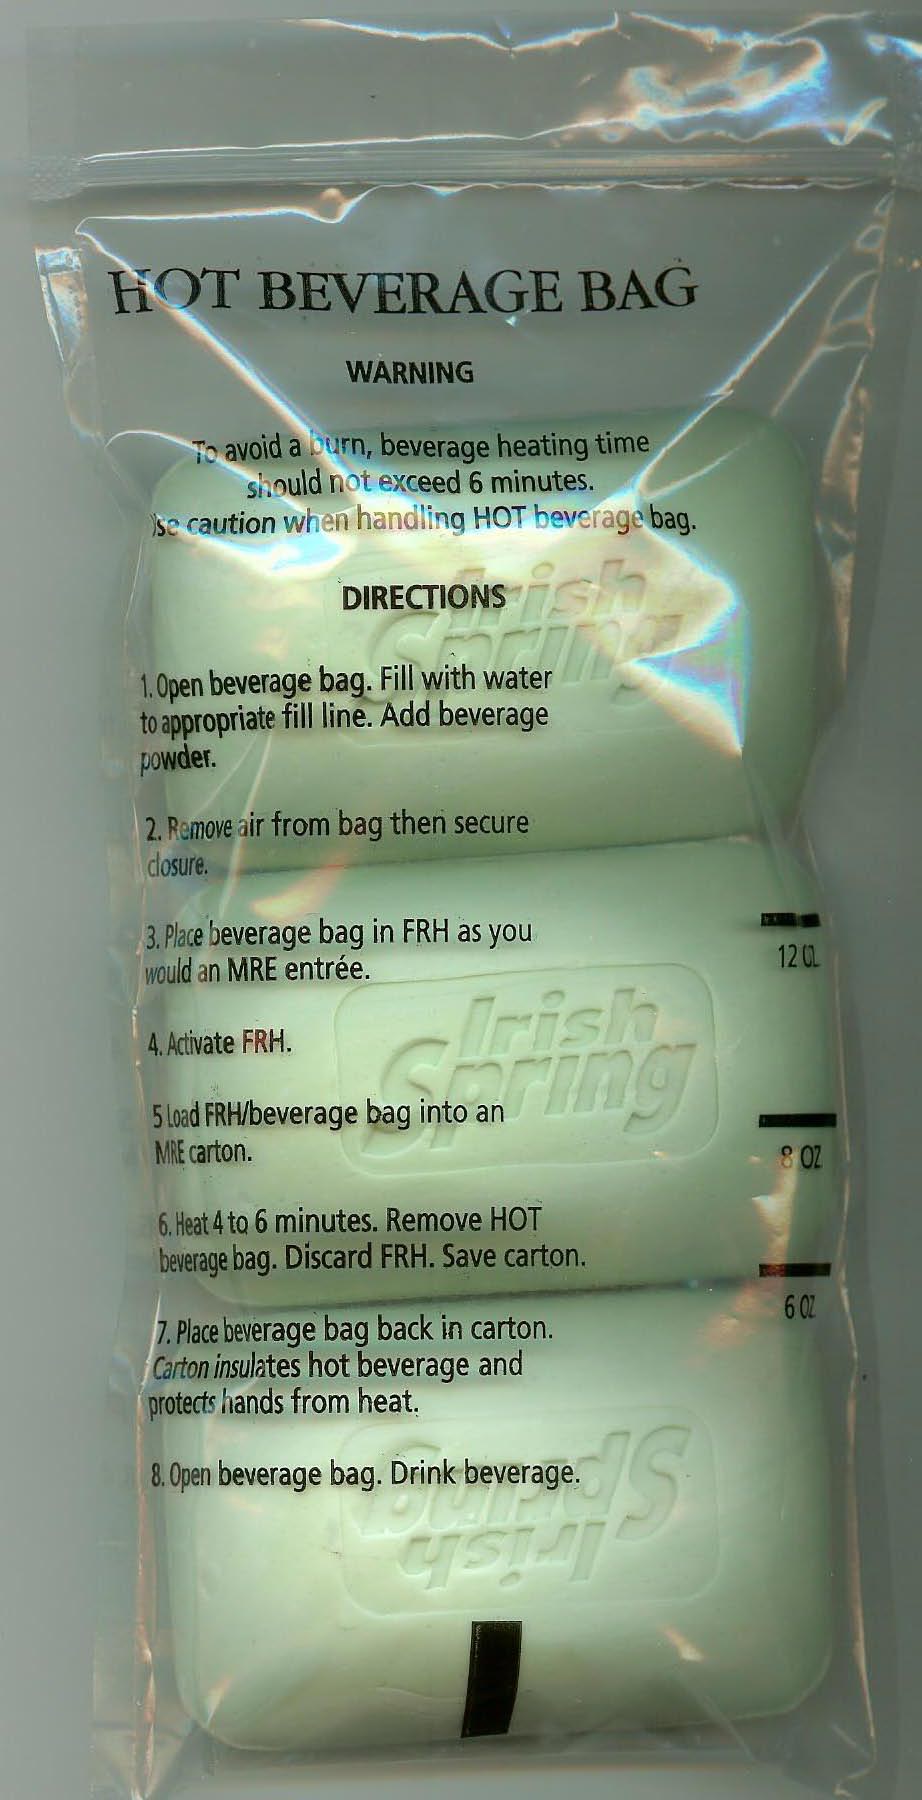 HOT BEVERAGE BAG
WARNING
To avoid a burn, beverage heating time
should not exceed 6 minutes.
Use caution when handling HOT beverage bag.
DIRECTIONS
Irish
Spring
1. Open beverage bag. Fill with water
to appropriate fill line. Add beverage
powder.
2. Remove air from bag then secure
closure.
3. Place beverage bag in FRH as you
would an MRE entrée.
12 OZ
4. Activate FRH.
Irish
Spring
5 Load FRH/beverage bag into an
MRE carton.
8 OZ
6. Heat 4 to 6 minutes. Remove HOT
beverage bag. Discard FRH. Save carton.
6 OZ
7. Place beverage bag back in carton.
Carton insulates hot beverage and
protects hands from heat.
8. Open beverage bag. Drink beverage.
Irish
Spring